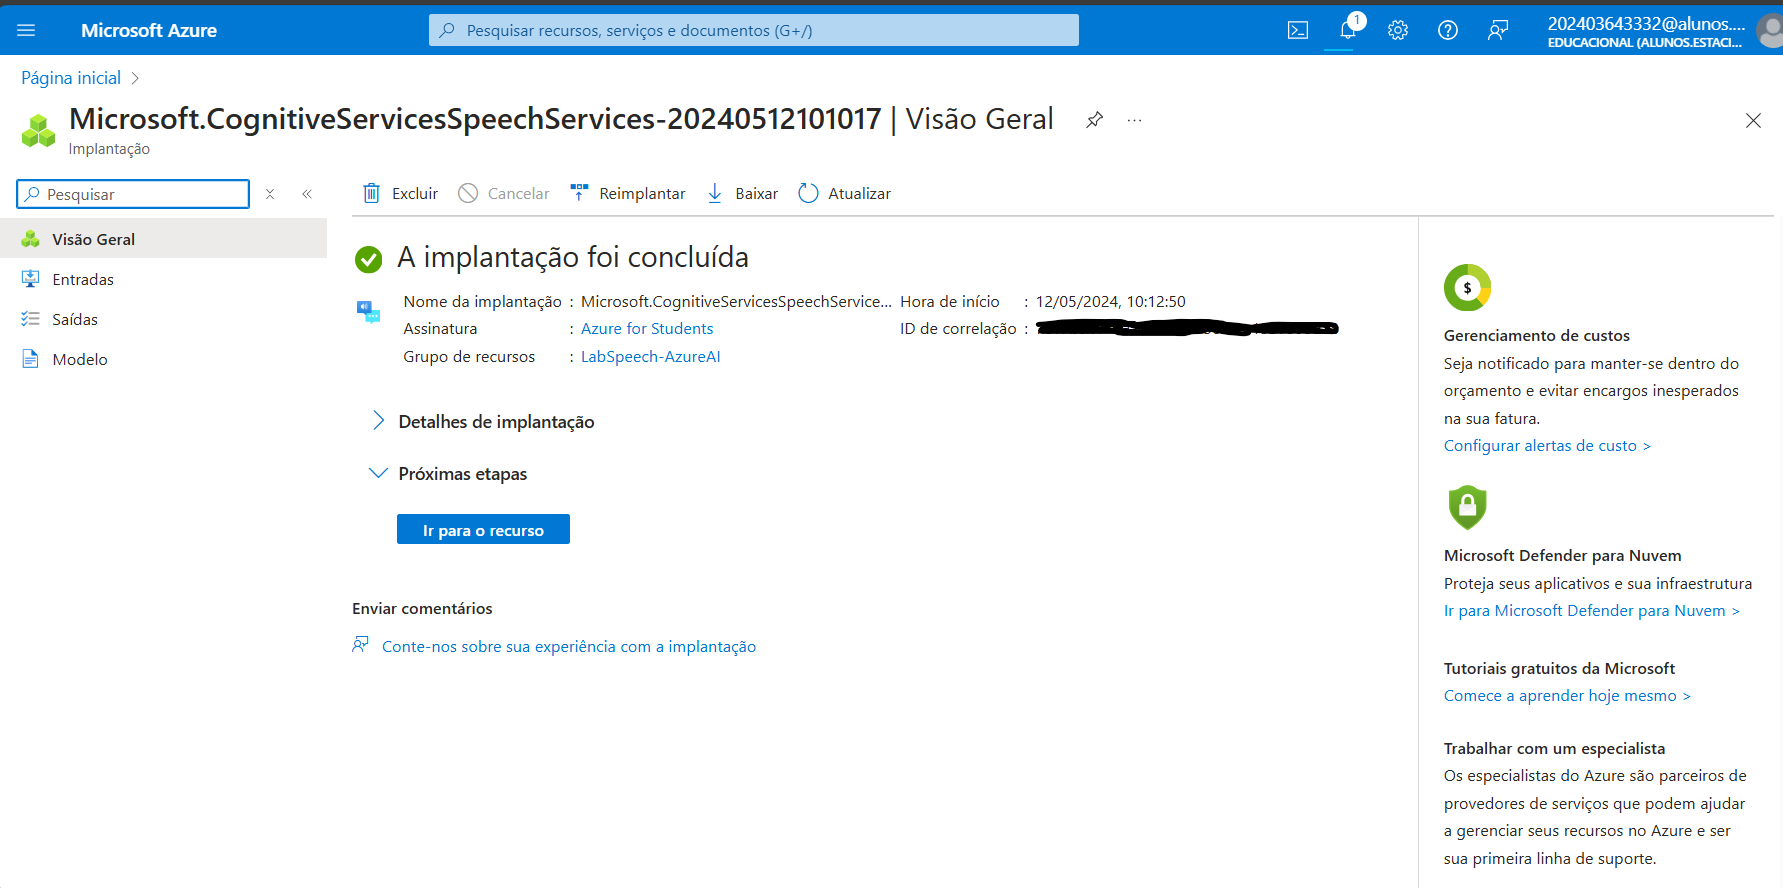 Microsoft Azure
Pesquisar recursos, serviços e documentos (G+/)
1
202403643332@alunos....
EDUCACIONAL (ALUNOS.ESTACI...
Página inicial
Microsoft.CognitiveServicesSpeechServices-20240512101017 | Visão Geral
Implantação
Pesquisar
Visão Geral
Entradas
Saídas
Modelo
Excluir
Cancelar
Reimplantar
Baixar
Atualizar
A implantação foi concluída
Nome da implantação : Microsoft.CognitiveServicesSpeechService...
Assinatura : Azure for Students
Grupo de recursos : LabSpeech-AzureAI
Hora de início : 12/05/2024, 10:12:50
ID de correlação :
Detalhes de implantação
Próximas etapas
Ir para o recurso
Enviar comentários
Conte-nos sobre sua experiência com a implantação
$
Gerenciamento de custos
Seja notificado para manter-se dentro do
orçamento e evitar encargos inesperados
na sua fatura.
Configurar alertas de custo >
Microsoft Defender para Nuvem
Proteja seus aplicativos e sua infraestrutura
Ir para Microsoft Defender para Nuvem >
Tutoriais gratuitos da Microsoft
Comece a aprender hoje mesmo >
Trabalhar com um especialista
Os especialistas do Azure são parceiros de
provedores de serviços que podem ajudar
a gerenciar seus recursos no Azure e ser
sua primeira linha de suporte.